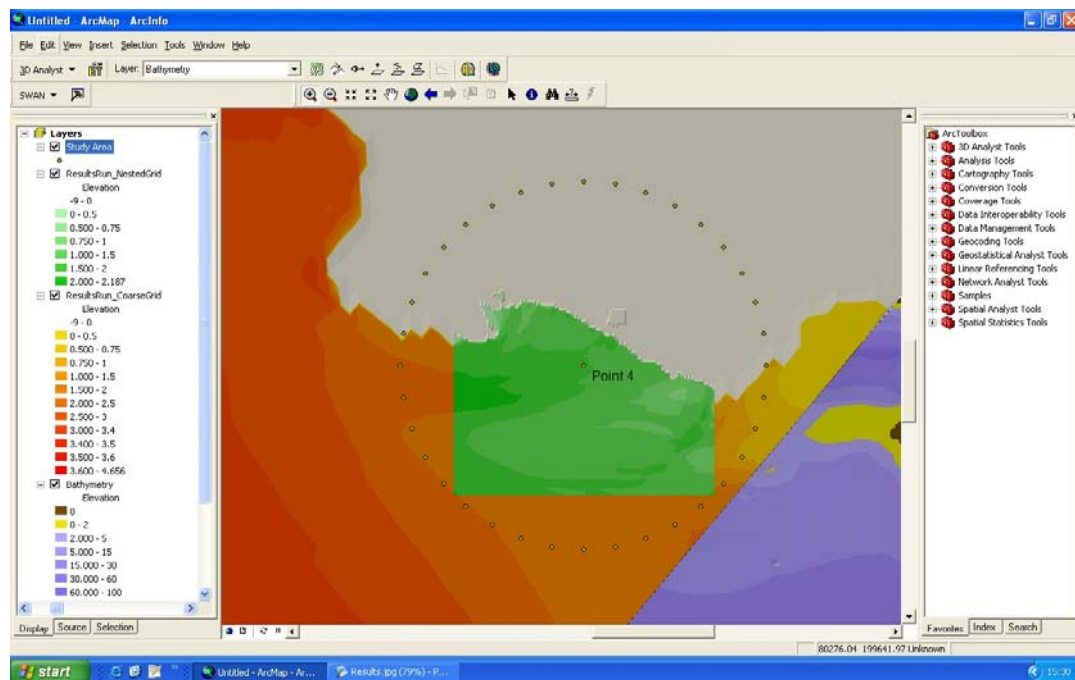 Untitled - ArcMap - ArcInfo
File Edit View Insert Selection Tools Window Help
3D Analyst Layer: Bathymetry
SWAN
Layers
Study Area
ResultsRun_NestedGrid
Elevation
-9 - 0
0 - 0.5
0.500 - 0.75
0.750 - 1
1.000 - 1.5
1.500 - 2
2.000 - 2.187
ResultsRun_CoarseGrid
Elevation
-9 - 0
0 - 0.5
0.500 - 0.75
0.750 - 1
1.000 - 1.5
1.500 - 2
2.000 - 2.5
2.500 - 3
3.000 - 3.4
3.400 - 3.5
3.500 - 3.6
3.600 - 4.656
Bathymetry
Elevation
0
0 - 2
2.000 - 5
5.000 - 15
15.000 - 30
30.000 - 60
60.000 - 100
Display Source Selection
Point 4
ArcToolbox
3D Analyst Tools
Analysis Tools
Cartography Tools
Conversion Tools
Coverage Tools
Data Interoperability Tools
Data Management Tools
Geocoding Tools
Geostatistical Analyst Tools
Linear Referencing Tools
Network Analyst Tools
Samples
Spatial Analyst Tools
Spatial Statistics Tools
Favorites Index Search
80276.04 199641.97 Unknown
start
Untitled - ArcMap - Ar...
Results.jpg (79%) - P...
15:30